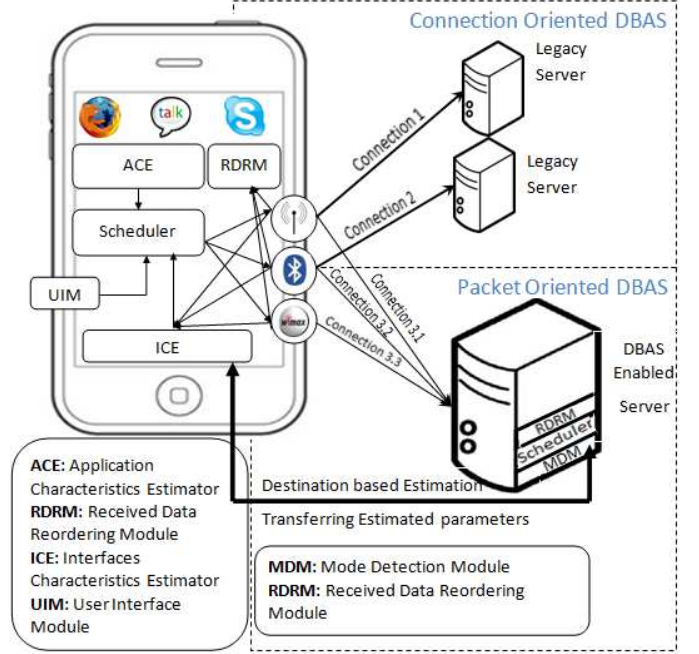 Connection Oriented DBAS
Legacy
Server
talk
ACE
RDRM
Connection 1
Legacy
Server
Scheduler
Connection 2
UIM
wimax
ICE
Connection 3.1
Connection 3.2
Connection 3.3
Packet Oriented DBAS
DBAS
Enabled
Server
RDRM
Scheduler
MDM
ACE: Application
Characteristics Estimator
RDRM: Received Data
Reordering Module
ICE: Interfaces
Characteristics Estimator
UIM: User Interface
Module
Destination based Estimation
Transferring Estimated parameters
MDM: Mode Detection Module
RDRM: Received Data Reordering
Module